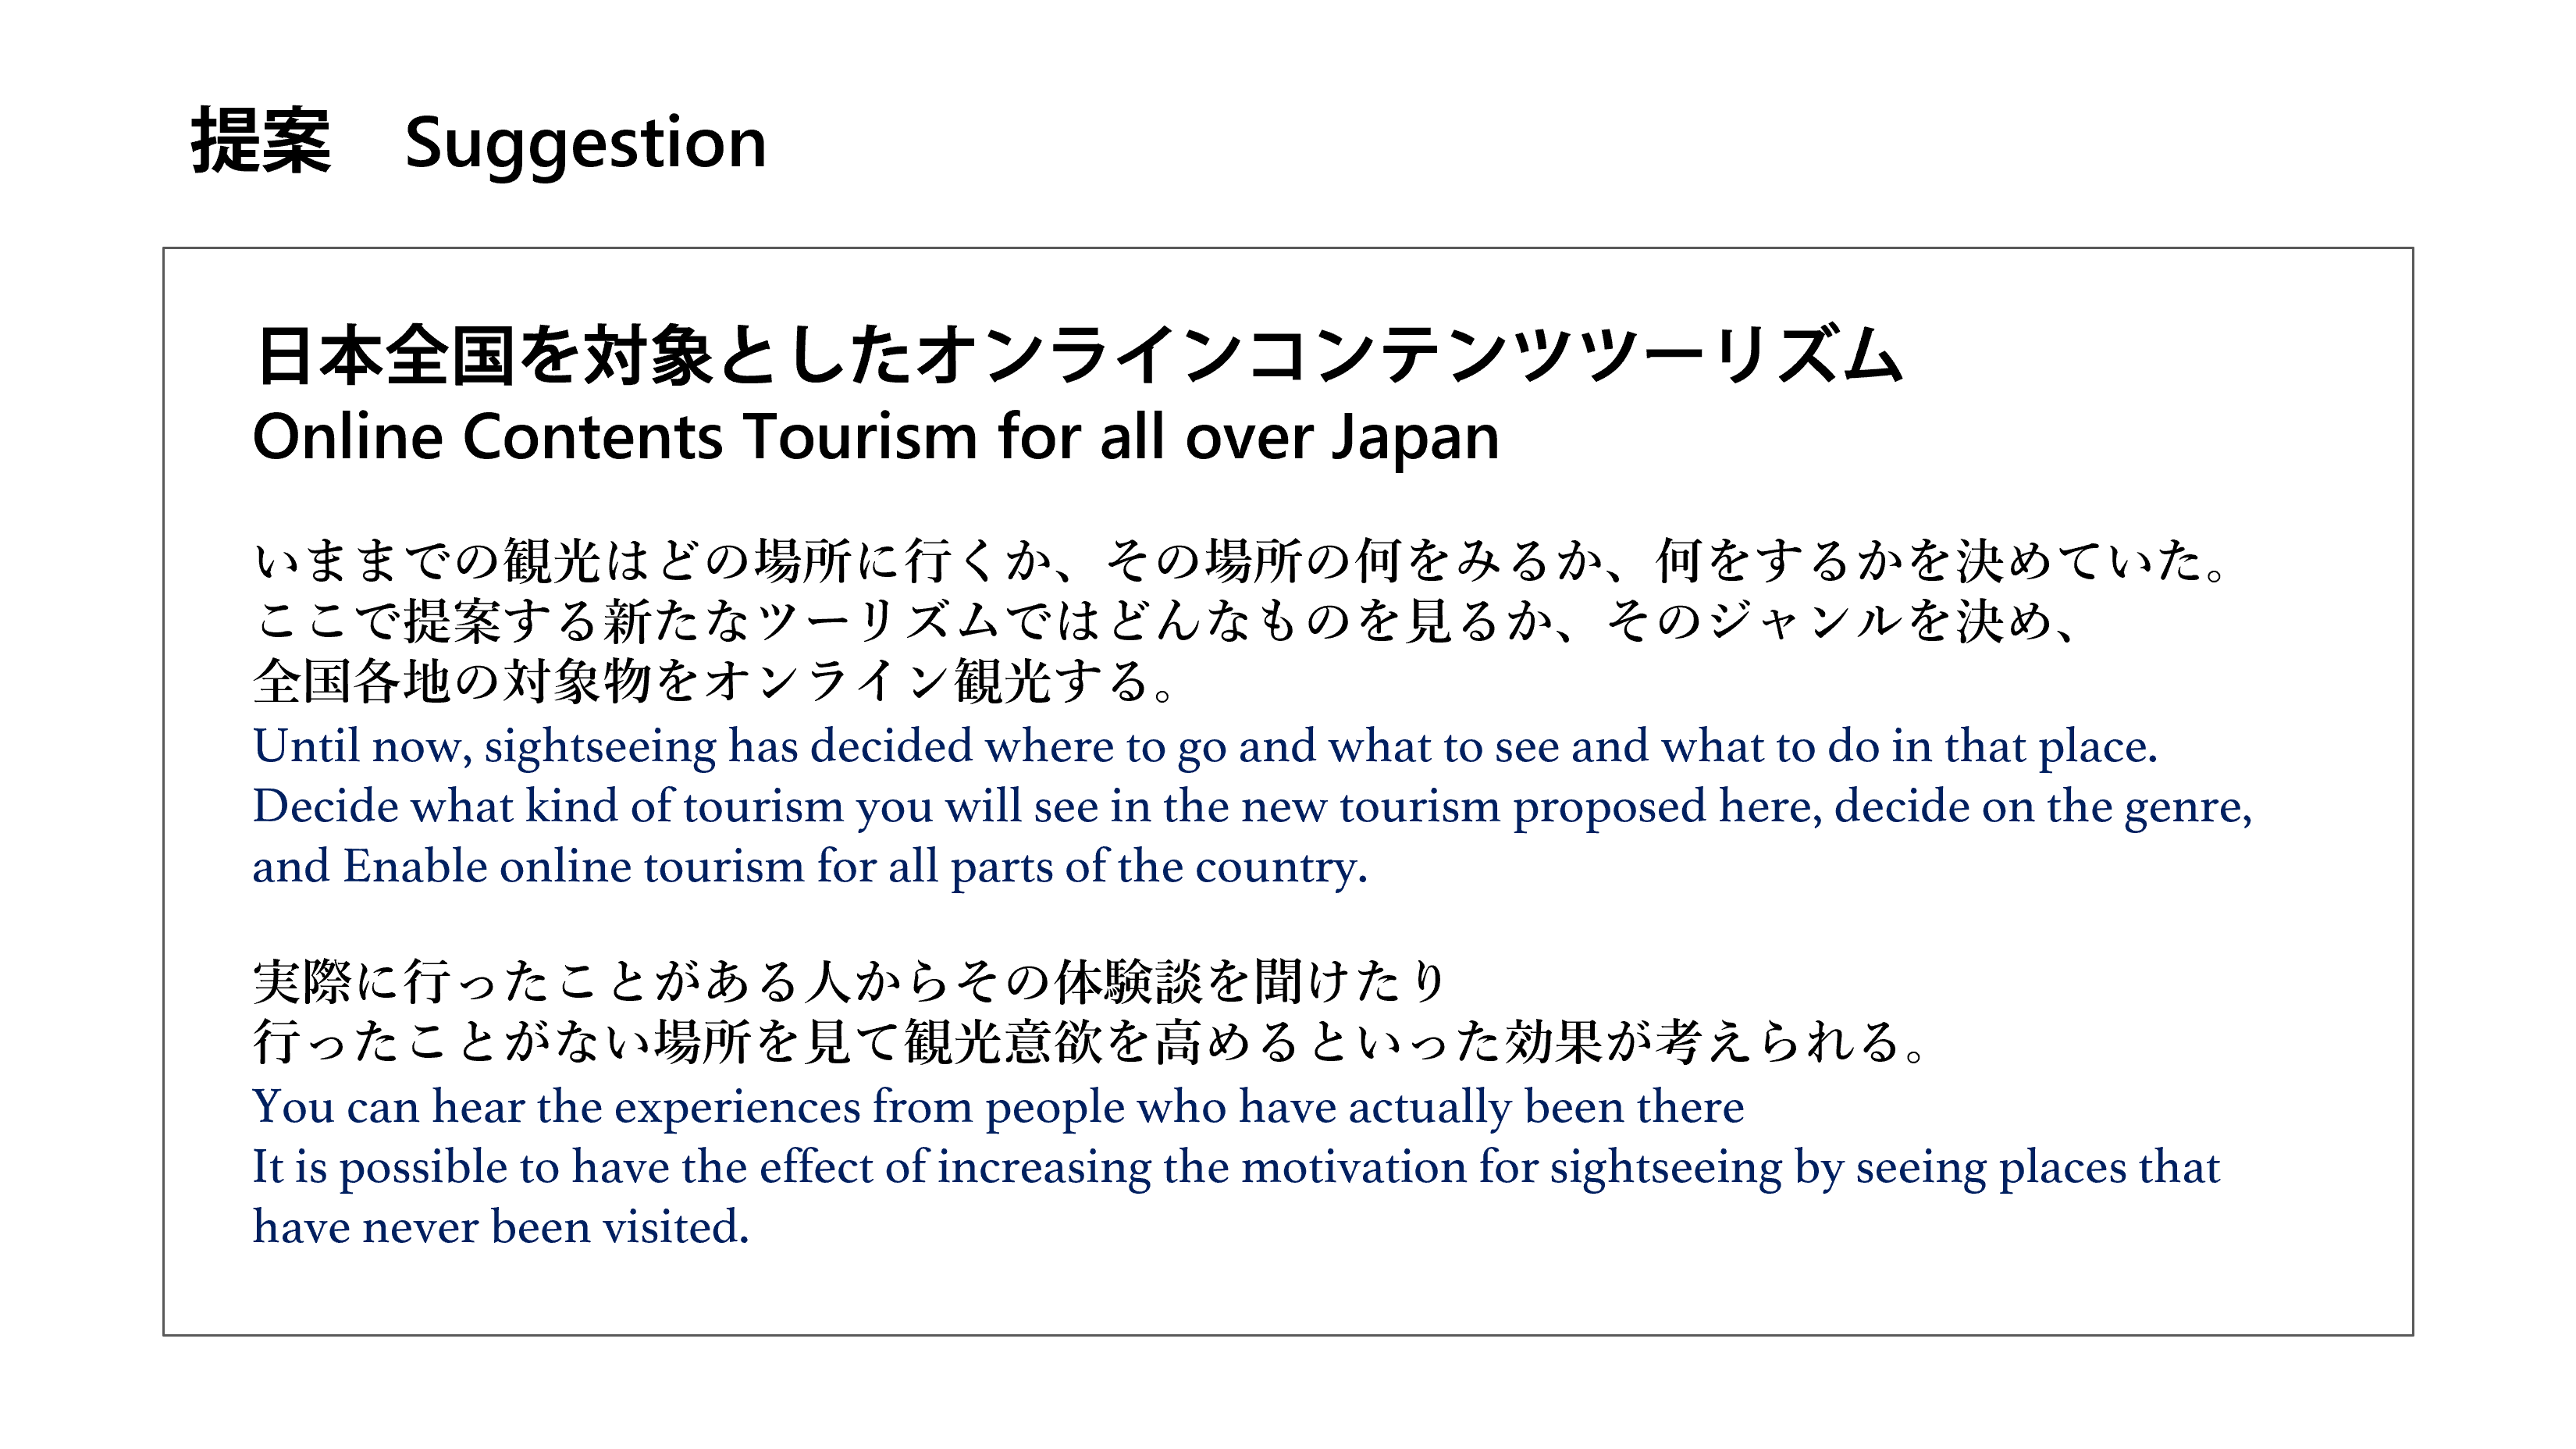 提案　Suggestion
日本全国を対象としたオンラインコンテンツツーリズム
Online Contents Tourism for all over Japan
いままでの観光はどの場所に行くか、その場所の何をみるか、何をするかを決めていた。
ここで提案する新たなツーリズムではどんなものを見るか、そのジャンルを決め、
全国各地の対象物をオンライン観光する。
Until now, sightseeing has decided where to go and what to see and what to do in that place.
Decide what kind of tourism you will see in the new tourism proposed here, decide on the genre,
and Enable online tourism for all parts of the country.
実際に行ったことがある人からその体験談を聞けたり
行ったことがない場所を見て観光意欲を高めるといった効果が考えられる。
You can hear the experiences from people who have actually been there
It is possible to have the effect of increasing the motivation for sightseeing by seeing places that
have never been visited.